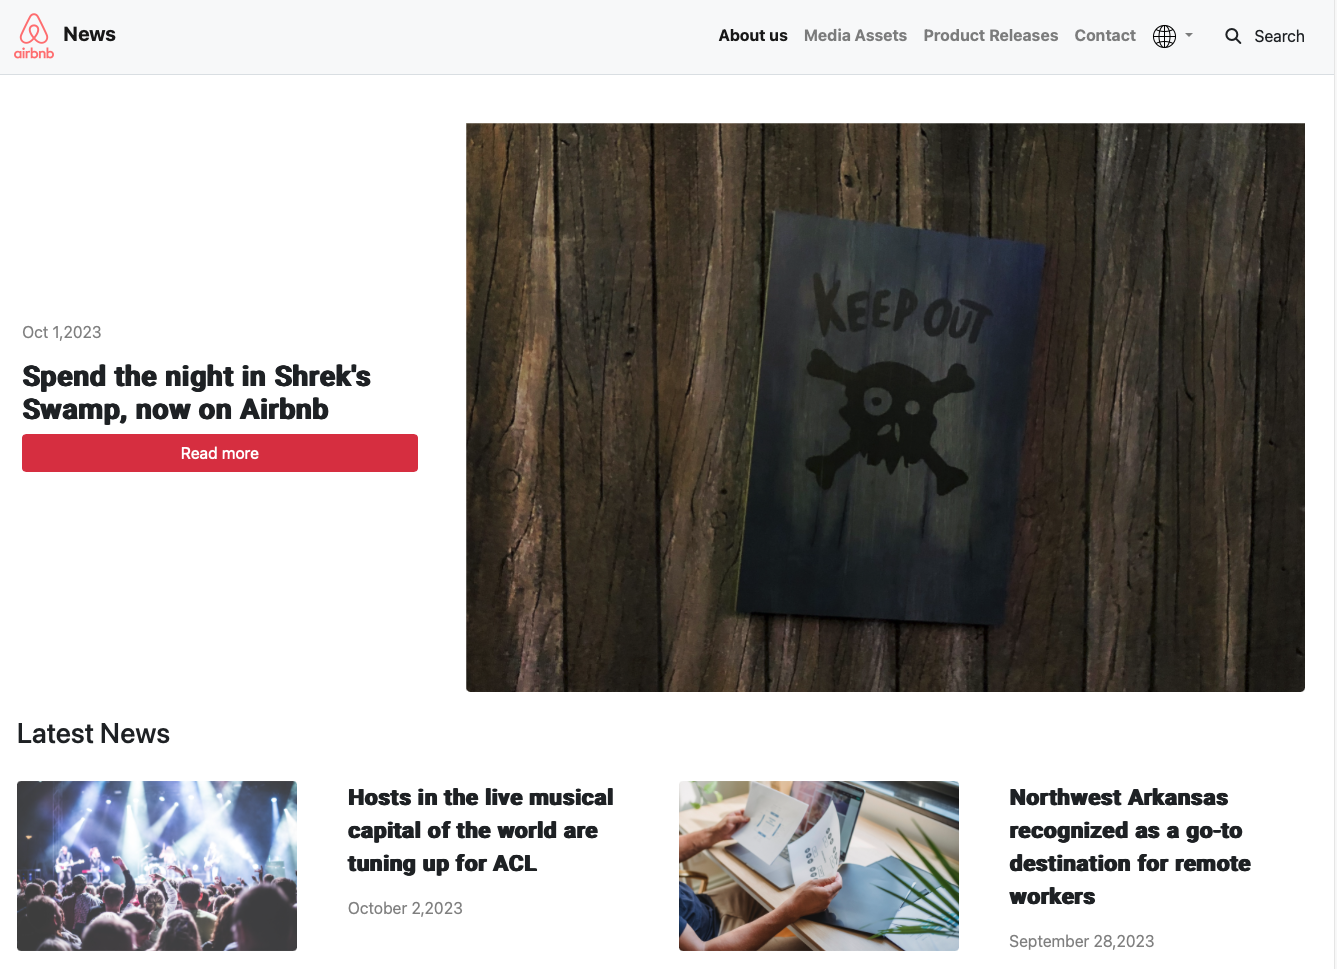 airbnb
News
About us
Media Assets
Product Releases
Contact
Search
Oct 1,2023
Spend the night in Shrek's
Swamp, now on Airbnb
Read more
KEEP OUT
Latest News
Hosts in the live musical
capital of the world are
tuning up for ACL
October 2,2023
Northwest Arkansas
recognized as a go-to
destination for remote
workers
September 28,2023